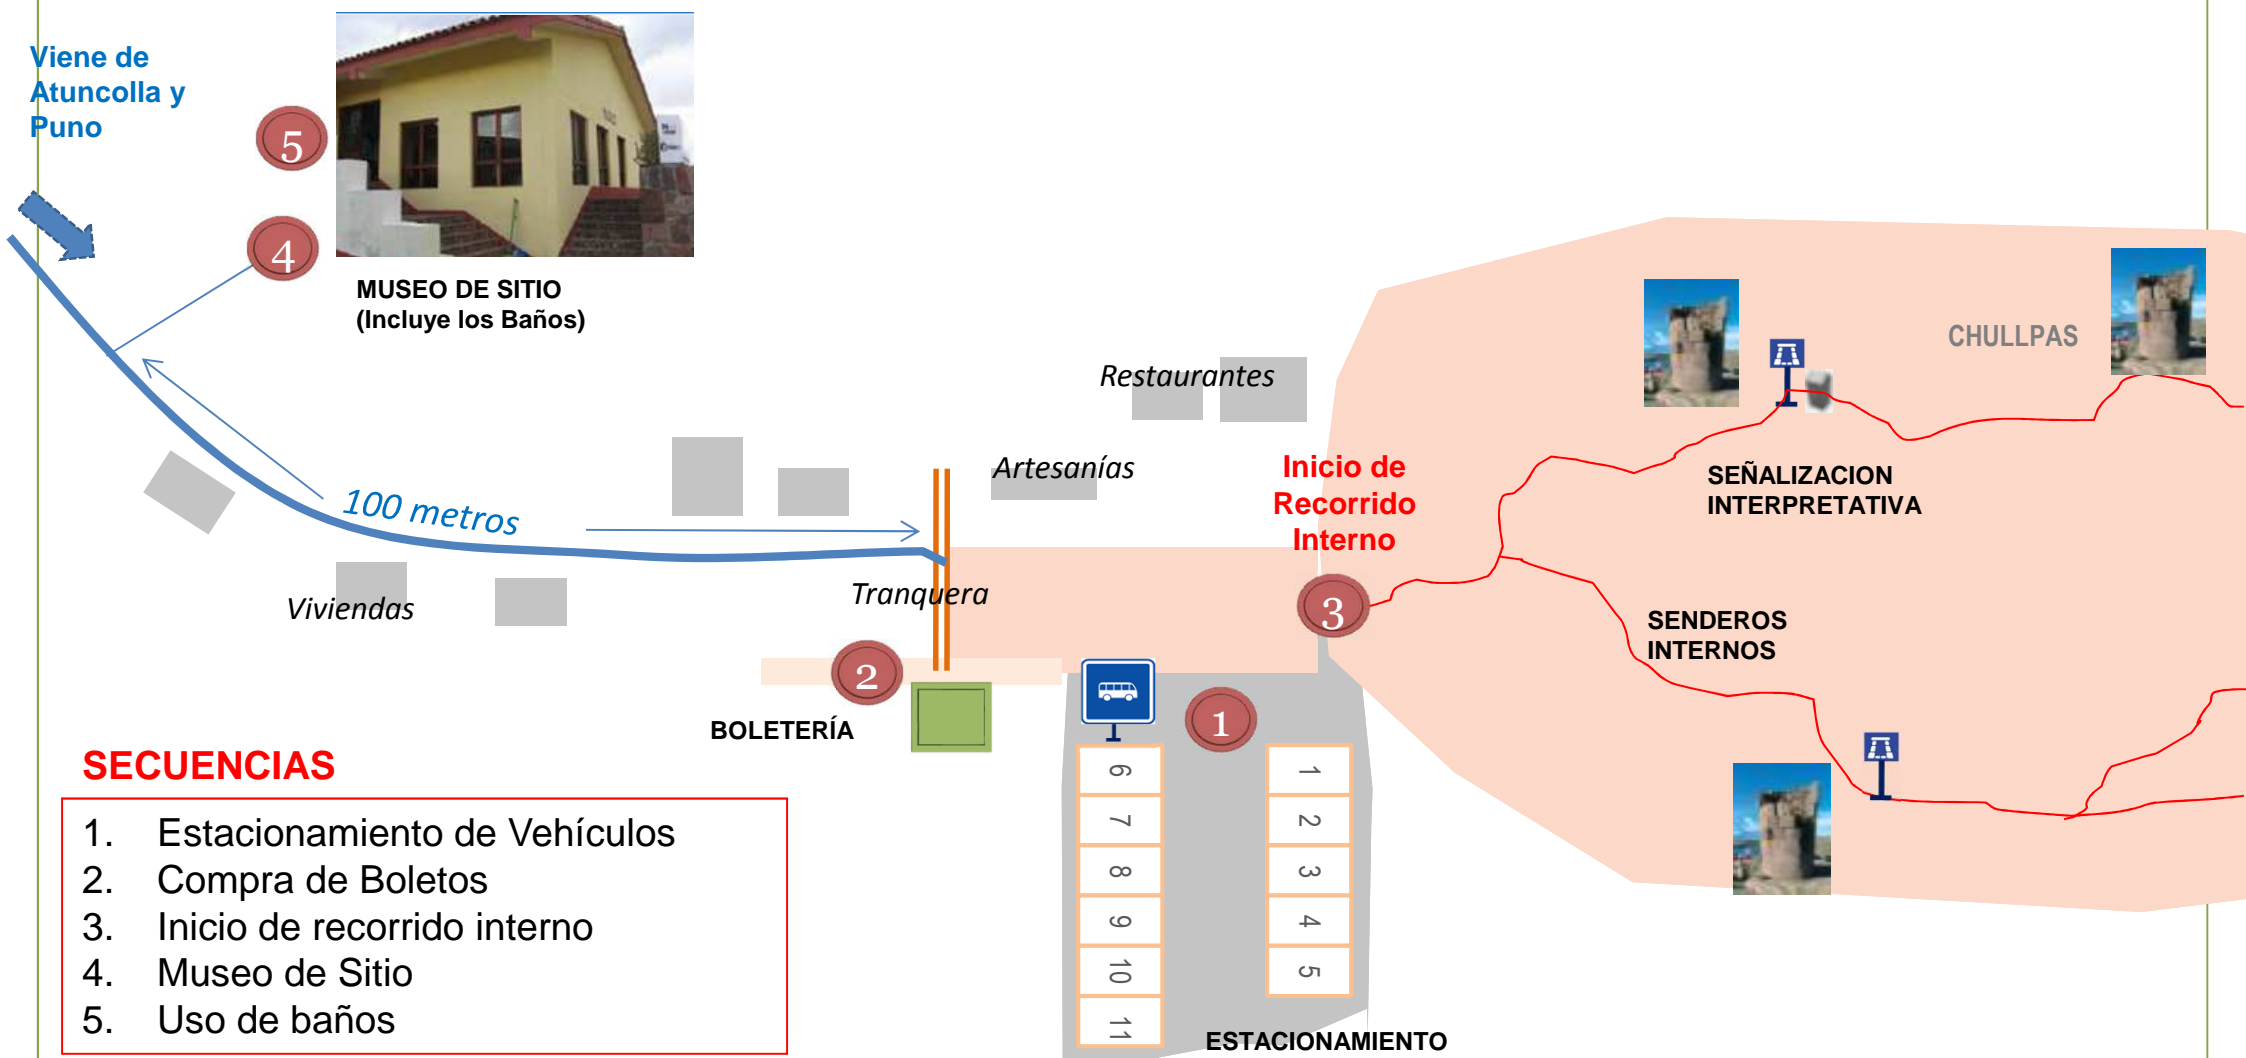 Viene de
Atuncolla y
Puno
5
4
MUSEO DE SITIO
(Incluye los Baños)
Restaurantes
Artesanías
100 metros
Viviendas
Tranquera
Inicio de
Recorrido
Interno
3
CHULLPAS
SEÑALIZACION
INTERPRETATIVA
SENDEROS
INTERNOS
2
BOLETERÍA
1
6
7
8
9
10
11
1
2
3
4
5
ESTACIONAMIENTO
SECUENCIAS
1. Estacionamiento de Vehículos
2. Compra de Boletos
3. Inicio de recorrido interno
4. Museo de Sitio
5. Uso de baños